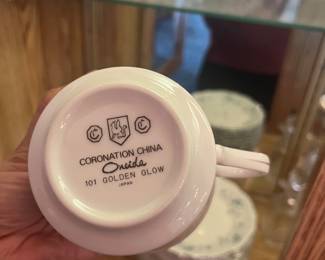 C C
CORONATION CHINA
Oneida
101 GOLDEN GLOW
JAPAN